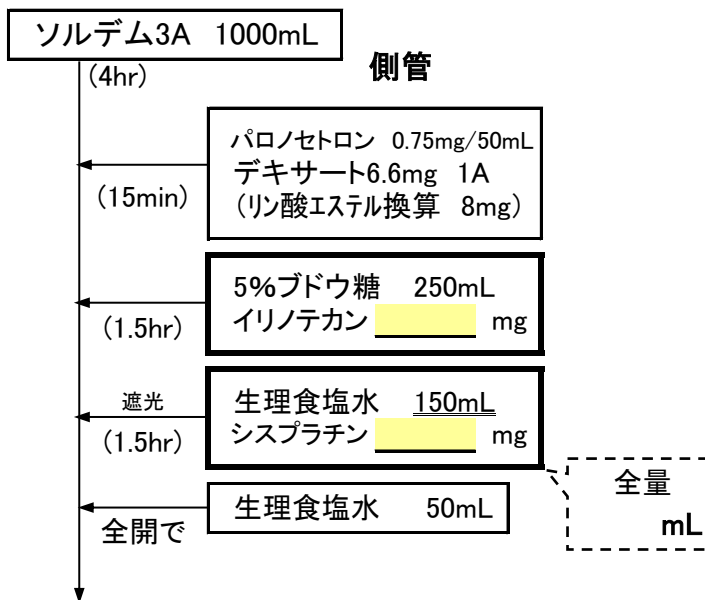 ソルデム3A 1000mL
(4hr)
側管
パロノセトロン 0.75mg/50mL
デキサート6.6mg 1A
(リン酸エステル換算 8mg)
(15min)
5%ブドウ糖 250mL
イリノテカン mg
(1.5hr)
遮光
生理食塩水 150mL
シスプラチン mg
(1.5hr)
全量
mL
生理食塩水 50mL
全開で